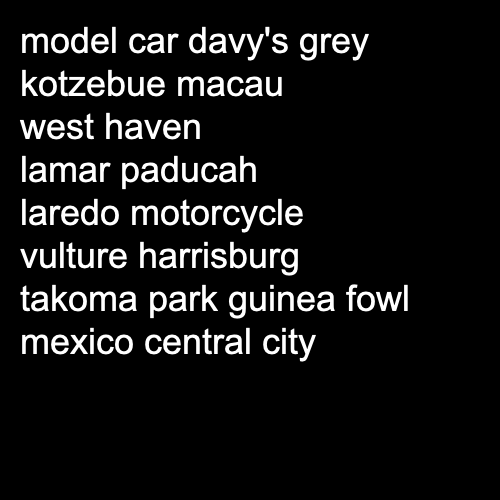 model car davy's grey
kotzebue macau
west haven
lamar paducah
laredo motorcycle
vulture harrisburg
takoma park guinea fowl
mexico central city